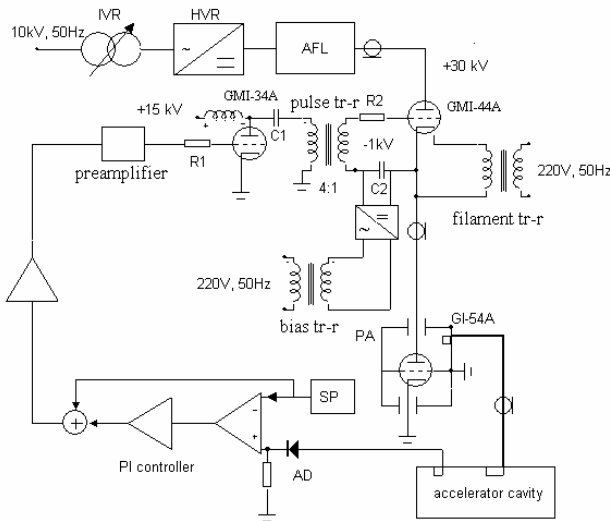 IVR
HVR
10kV, 50Hz
~
=
AFL
+30 kV
GMI-34A
pulse tr-r
R2
GMI-44A
+15 kV
C1
-1kV
R1
preamplifier
4:1
C2
220V, 50Hz
=
~
filament tr-r
220V, 50Hz
bias tr-r
PA
GI-54A
SP
-
+
+
PI controller
AD
accelerator cavity